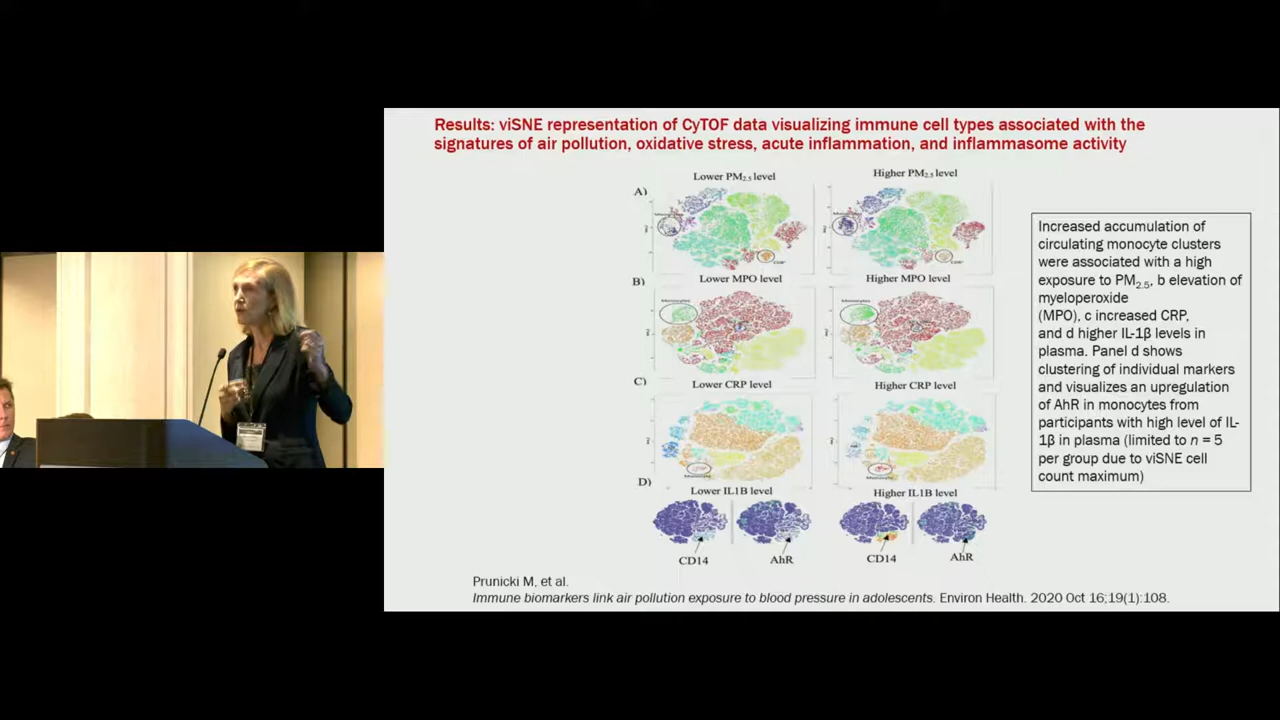 Results: viSNE representation of CyTOF data visualizing immune cell types associated with the
signatures of air pollution, oxidative stress, acute inflammation, and inflammasome activity
Lower PM2.5 level
Higher PM2.5 level
A)
Lower MPO level
Higher MPO level
B)
Monocytes
Monocytes
C)
Lower CRP level
Higher CRP level
D)
Lower IL1B level
Higher IL1B level
CD14
AhR
CD14
AhR
Increased accumulation of
circulating monocyte clusters
were associated with a high
exposure to PM2.5, b elevation of
myeloperoxide
(MPO), c increased CRP,
and d higher IL-1β levels in
plasma. Panel d shows
clustering of individual markers
and visualizes an upregulation
of AhR in monocytes from
participants with high level of IL-
1β in plasma (limited to n = 5
per group due to viSNE cell
count maximum)
Prunicki M, et al.
Immune biomarkers link air pollution exposure to blood pressure in adolescents. Environ Health. 2020 Oct 16;19(1):108.